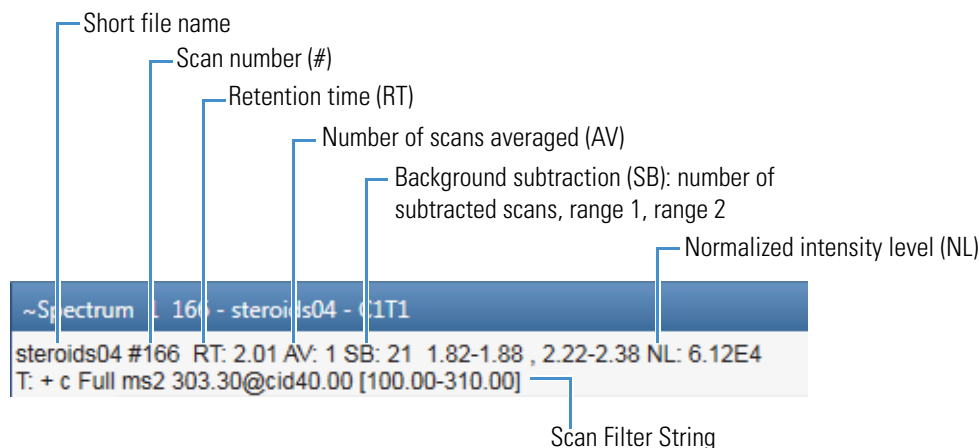 Short file name
Scan number (#)
Retention time (RT)
Number of scans averaged (AV)
Background subtraction (SB): number of
subtracted scans, range 1, range 2
Normalized intensity level (NL)
~Spectrum 1 166 - steroids04 - C1T1
steroids04 #166 RT: 2.01 AV: 1 SB: 21 1.82-1.88 , 2.22-2.38 NL: 6.12E4
T: + c Full ms2 303.30@cid40.00 [100.00-310.00]
Scan Filter String